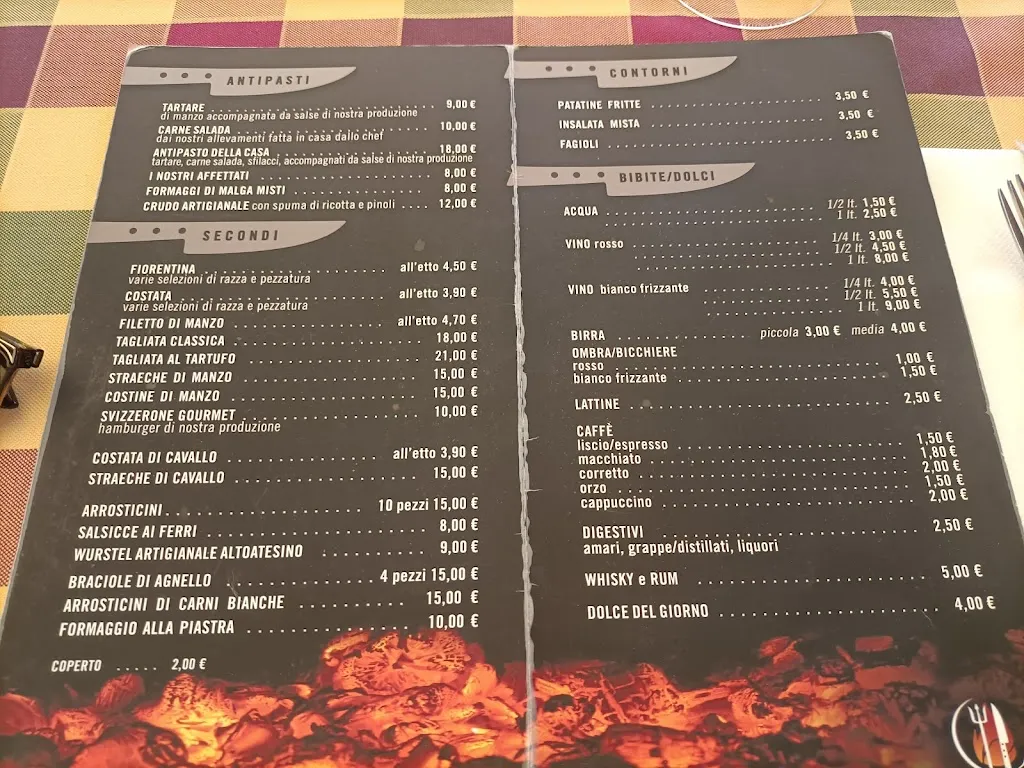 ANTIPASTI
TARTARE 9,00 €
di manzo accompagnata da salse di nostra produzione
CARNE SALADA 10,00 €
dai nostri allevamenti fatta in casa dallo chef
ANTIPASTO DELLA CASA 18,00 €
tartare, carne salada, sfilacci, accompagnati da salse di nostra produzione
I NOSTRI AFFETTATI 8,00 €
FORMAGGI DI MALGA MISTI 8,00 €
CRUDO ARTIGIANALE con spuma di ricotta e pinoli .... 12,00 €
SECONDI
FIORENTINA all'etto 4,50 €
varie selezioni di razza e pezzatura
COSTATA all'etto 3,90 €
varie selezioni di razza e pezzatura
FILETTO DI MANZO all'etto 4,70 €
TAGLIATA CLASSICA 18,00 €
TAGLIATA AL TARTUFO 21,00 €
STRAECHE DI MANZO 15,00 €
COSTINE DI MANZO 15,00 €
SVIZZERONE GOURMET 10,00 €
hamburger di nostra produzione
COSTATA DI CAVALLO all'etto 3,90 €
STRAECHE DI CAVALLO 15,00 €
ARROSTICINI 10 pezzi 15,00 €
SALSICCE AI FERRI 8,00 €
WURSTEL ARTIGIANALE ALTOATESINO 9,00 €
BRACIOLE DI AGNELLO 4 pezzi 15,00 €
ARROSTICINI DI CARNI BIANCHE 15,00 €
FORMAGGIO ALLA PIASTRA 10,00 €
COPERTO ..... 2,00 €
CONTORNI
PATATINE FRITTE 3,50 €
INSALATA MISTA 3,50 €
FAGIOLI 3,50 €
BIBITE/DOLCI
ACQUA 1/2 lt. 1,50 €
1 lt. 2,50 €
VINO rosso 1/4 lt. 3,00 €
1/2 lt. 4,50 €
1 lt. 8,00 €
VINO bianco frizzante 1/4 lt. 4,00 €
1/2 lt. 5,50 €
1 lt. 9,00 €
BIRRA piccola 3,00 € media 4,00 €
OMBRA/BICCHIERE
rosso 1,00 €
bianco frizzante 1,50 €
LATTINE 2,50 €
CAFFÈ
liscio/espresso 1,50 €
macchiato 1,80 €
corretto 2,00 €
orzo 1,50 €
cappuccino 2,00 €
DIGESTIVI 2,50 €
amari, grappe/distillati, liquori
WHISKY e RUM 5,00 €
DOLCE DEL GIORNO 4,00 €